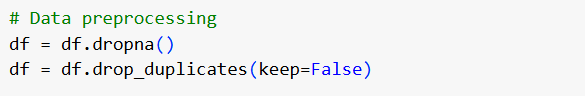 # Data preprocessing
df = df.dropna()
df = df.drop_duplicates(keep=False)